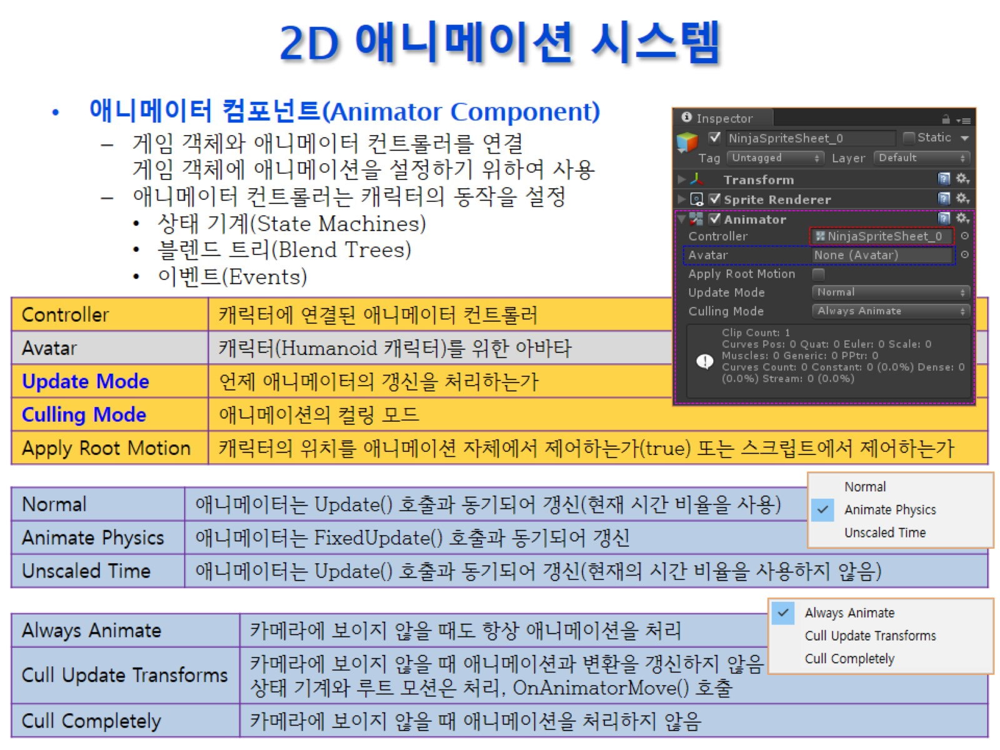 2D 애니메이션 시스템
• 애니메이터 컴포넌트(Animator Component)
– 게임 객체와 애니메이터 컨트롤러를 연결
게임 객체에 애니메이션을 설정하기 위하여 사용
– 애니메이터 컨트롤러는 캐릭터의 동작을 설정
• 상태 기계(State Machines)
• 블렌드 트리(Blend Trees)
• 이벤트(Events)
Inspector
NinjaSpriteSheet_0 Static
Tag Untagged Layer Default
Transform
Sprite Renderer
Animator
Controller NinjaSpriteSheet_0
Avatar None (Avatar)
Apply Root Motion
Update Mode Normal
Culling Mode Always Animate
Clip Count: 1
Curves Pos: 0 Quat: 0 Euler: 0 Scale: 0
Muscles: 0 Generic: 0 PPtr: 0
Curves Count: 0 Constant: 0 (0.0%) Dense: 0
(0.0%) Stream: 0 (0.0%)
Controller 캐릭터에 연결된 애니메이터 컨트롤러
Avatar 캐릭터(Humanoid 캐릭터)를 위한 아바타
Update Mode 언제 애니메이터의 갱신을 처리하는가
Culling Mode 애니메이션의 컬링 모드
Apply Root Motion 캐릭터의 위치를 애니메이션 자체에서 제어하는가(true) 또는 스크립트에서 제어하는가
Normal 애니메이터는 Update() 호출과 동기되어 갱신(현재 시간 비율을 사용)
Animate Physics 애니메이터는 FixedUpdate() 호출과 동기되어 갱신
Unscaled Time 애니메이터는 Update() 호출과 동기되어 갱신(현재의 시간 비율을 사용하지 않음)
Normal
Animate Physics
Unscaled Time
Always Animate 카메라에 보이지 않을 때도 항상 애니메이션을 처리
Cull Update Transforms 카메라에 보이지 않을 때 애니메이션과 변환을 갱신하지 않음
상태 기계와 루트 모션은 처리, OnAnimatorMove() 호출
Cull Completely 카메라에 보이지 않을 때 애니메이션을 처리하지 않음
Always Animate
Cull Update Transforms
Cull Completely